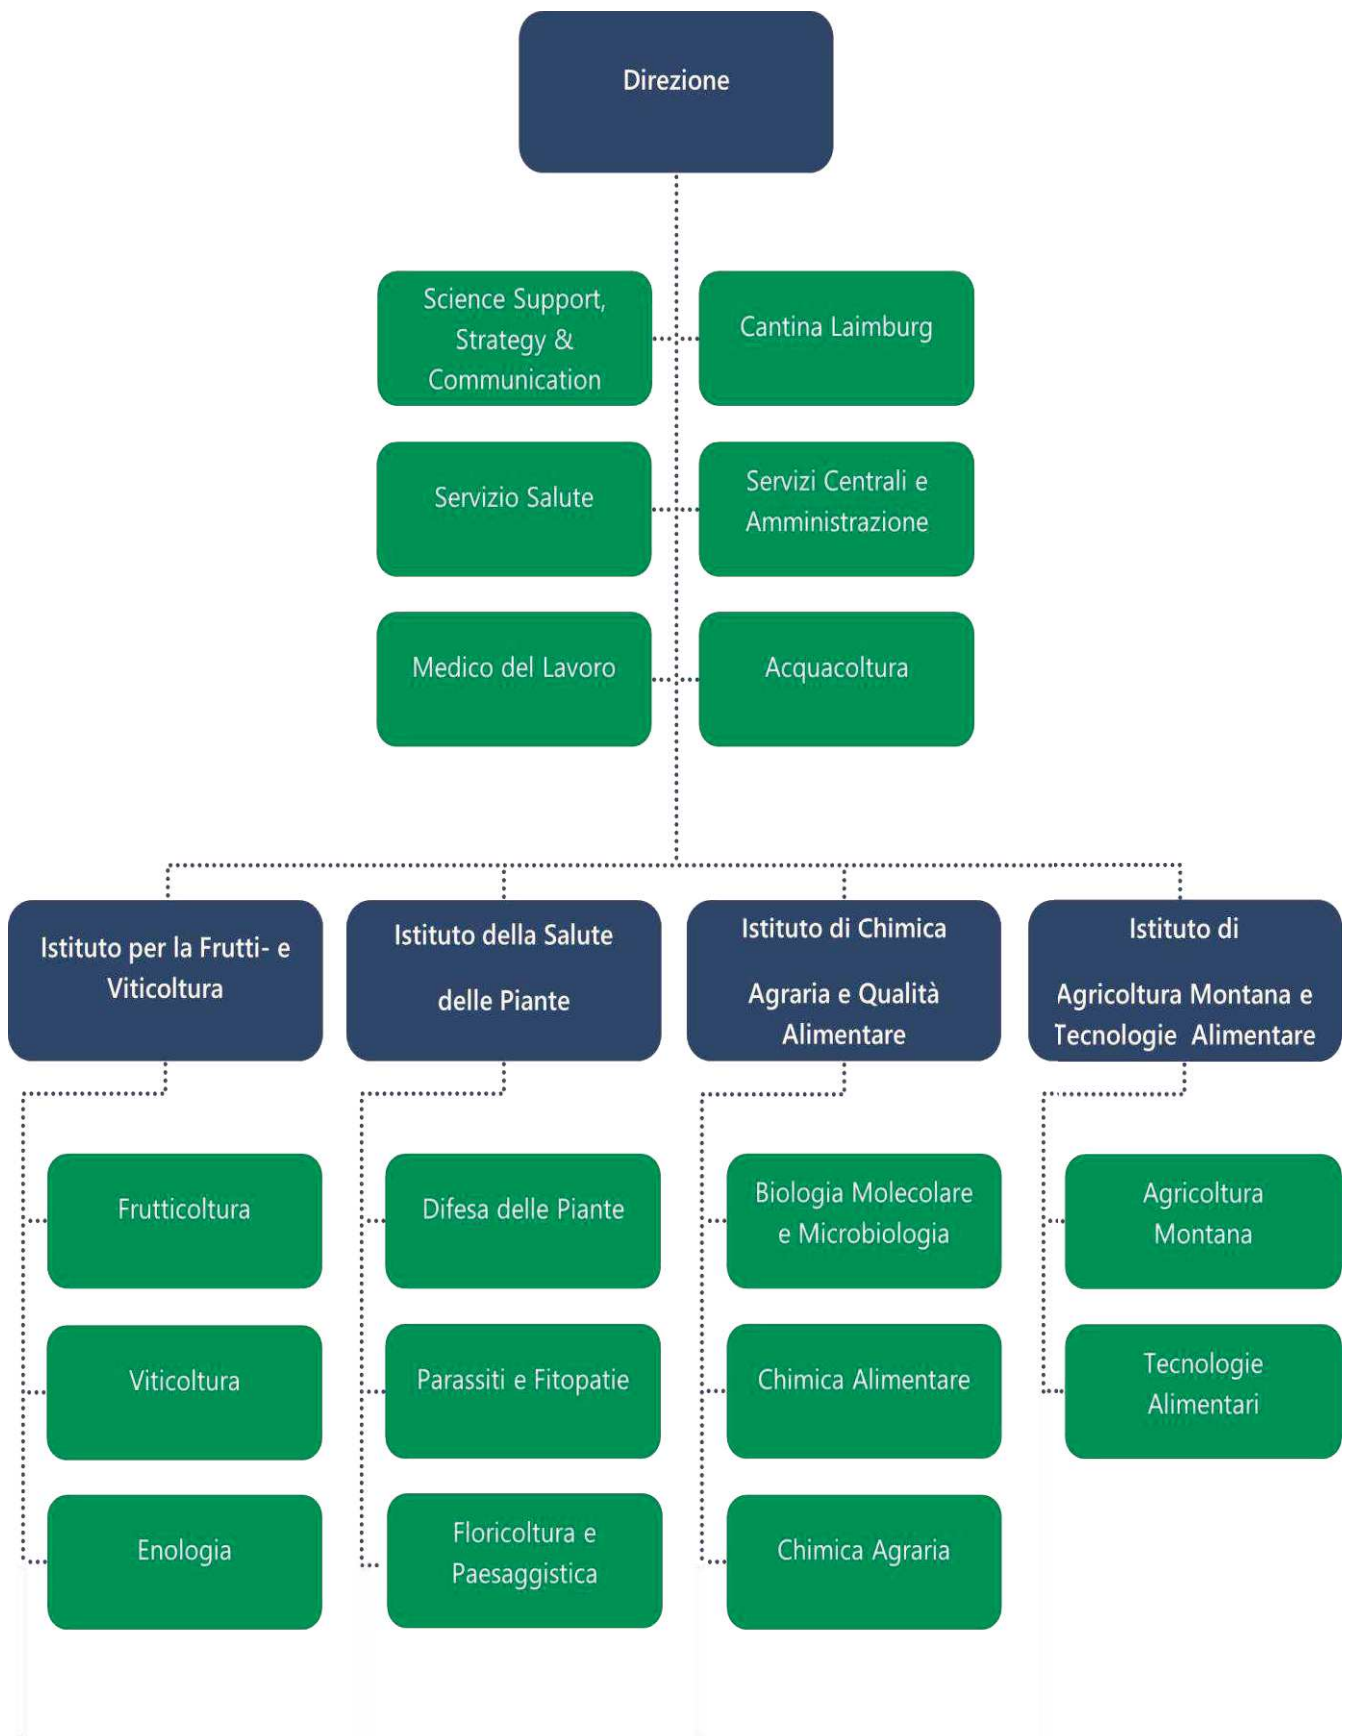 Direzione
Science Support,
Strategy &
Communication
Cantina Laimburg
Servizio Salute
Servizi Centrali e
Amministrazione
Medico del Lavoro
Acquacoltura
Istituto per la Frutti- e
Viticoltura
Istituto della Salute
delle Piante
Istituto di Chimica
Agraria e Qualità
Alimentare
Istituto di
Agricoltura Montana e
Tecnologie Alimentare
Frutticoltura
Difesa delle Piante
Biologia Molecolare
e Microbiologia
Agricoltura
Montana
Viticoltura
Parassiti e Fitopatie
Chimica Alimentare
Tecnologie
Alimentari
Enologia
Floricoltura e
Paesaggistica
Chimica Agraria